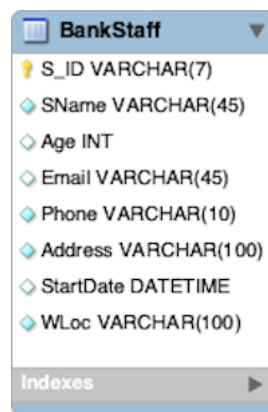 BankStaff
S_ID VARCHAR(7)
SName VARCHAR(45)
Age INT
Email VARCHAR(45)
Phone VARCHAR(10)
Address VARCHAR(100)
StartDate DATETIME
WLoc VARCHAR(100)
Indexes